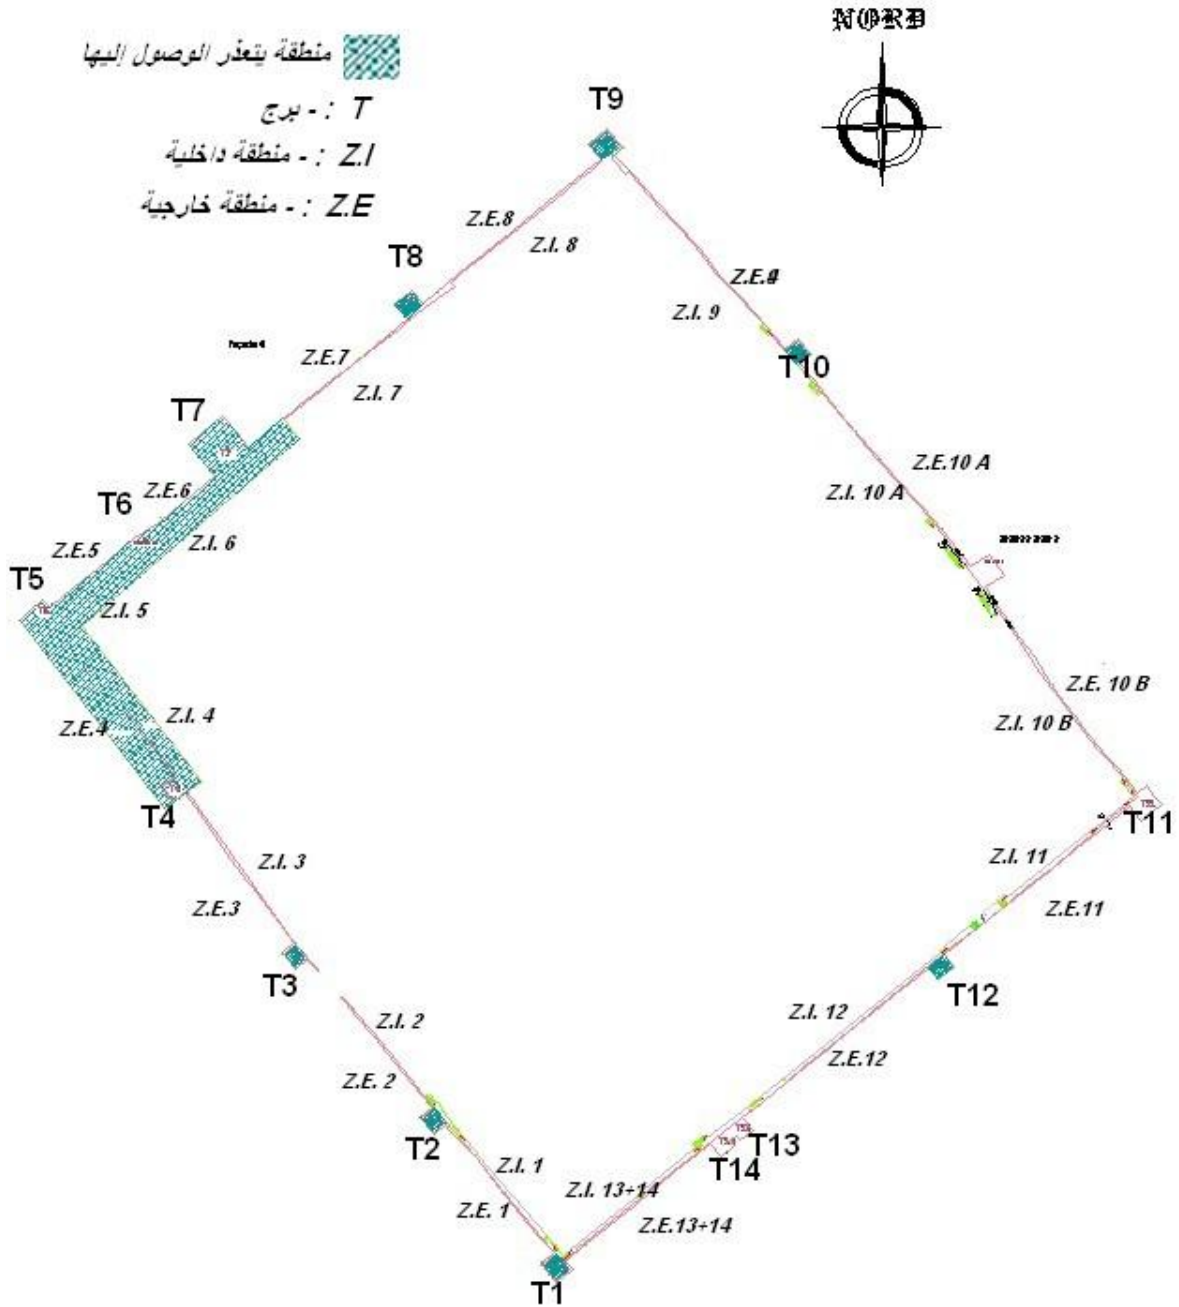 NORD
منطقة يتعذر الوصول إليها
T : - برج
Z.I : - منطقة داخلية
Z.E : - منطقة خارجية
T9
Z.E.8
Z.I. 8
T8
Z.I. 9
Z.E.7
Z.I. 7
T10
T7
Z.E.10 A
Z.I. 10 A
Z.E.6
T6
Z.I. 6
Z.E.5
T5
Z.I. 5
Z.E. 10 B
Z.I. 10 B
Z.I. 4
Z.E.4
T4
T11
Z.I. 11
Z.E.11
Z.I. 3
Z.E.3
T3
T12
Z.I. 12
Z.E.12
Z.I. 2
Z.E. 2
T2
T13
T14
Z.I. 1
Z.E. 1
Z.I. 13+14
Z.E.13+14
T1